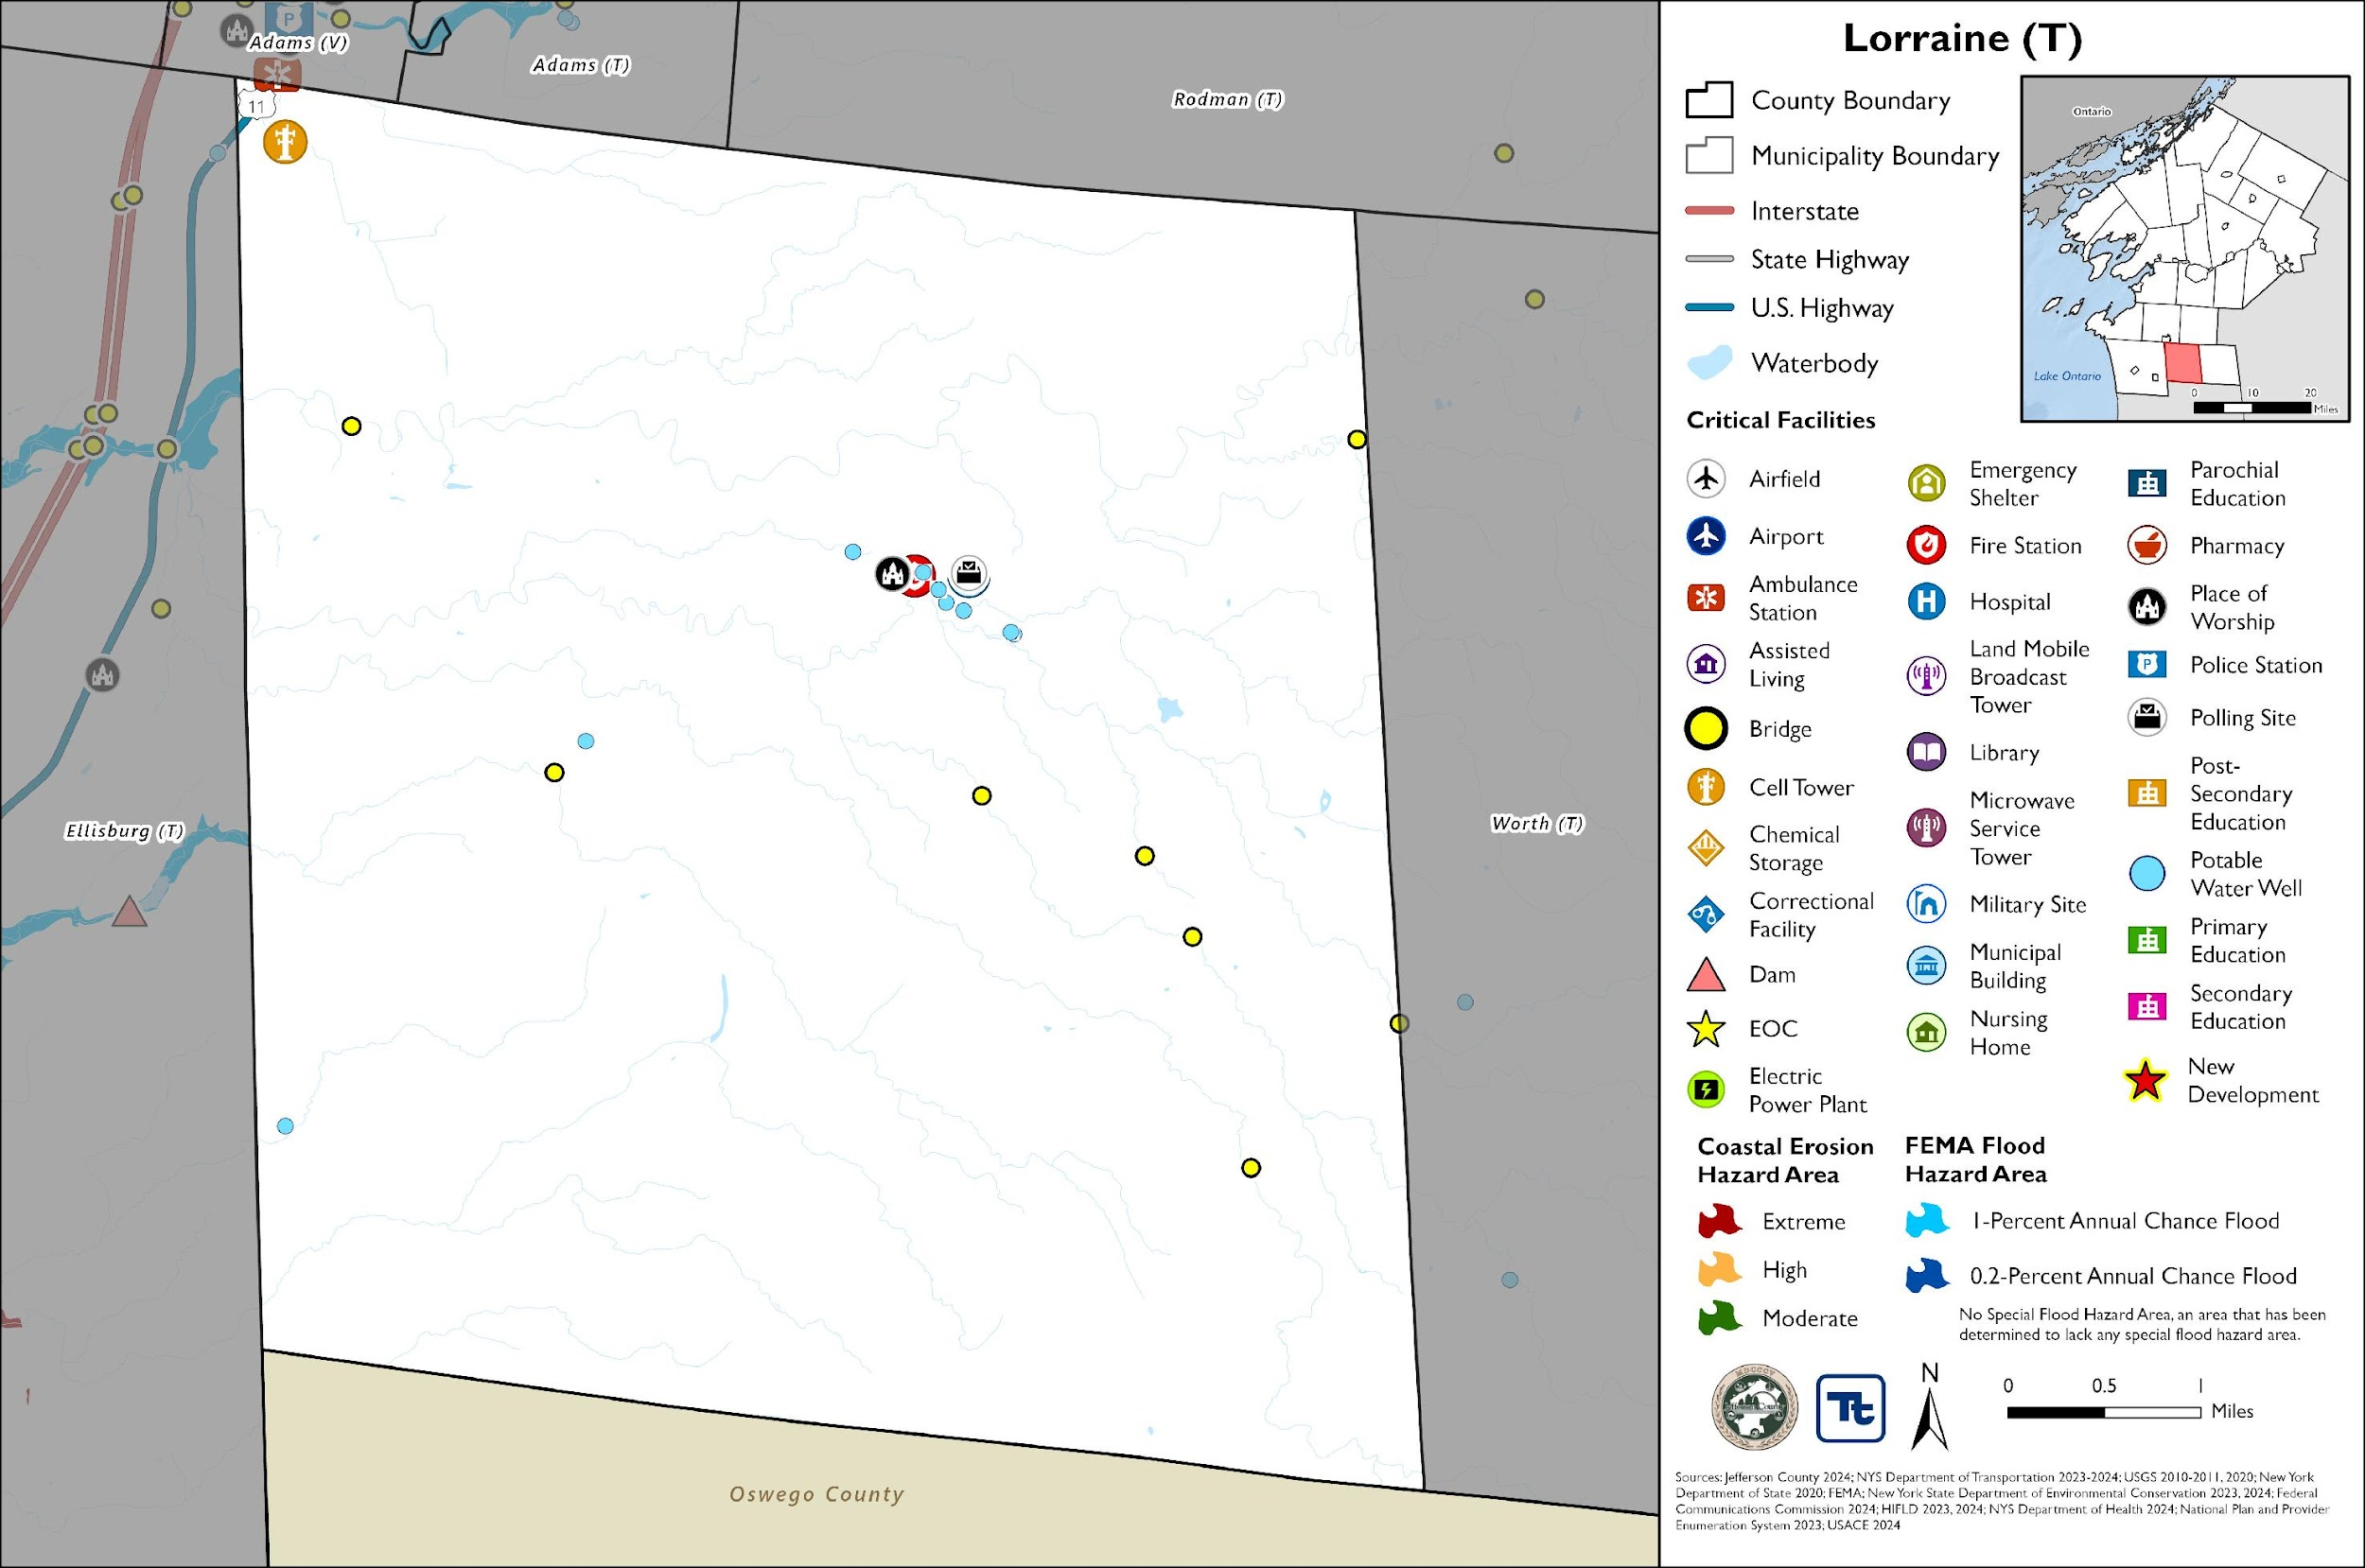 Adams (V)
Adams (T)
Rodman (T)
11
P
Ellisburg (T)
Worth (T)
Oswego County
Lorraine (T)
County Boundary
Municipality Boundary
Interstate
State Highway
U.S. Highway
Waterbody
Ontario
Lake Ontario
0 10 20
Miles
Critical Facilities
Airfield
Airport
Ambulance
Station
Assisted
Living
Bridge
Cell Tower
Chemical
Storage
Correctional
Facility
Dam
EOC
Electric
Power Plant
Emergency
Shelter
Fire Station
H
Hospital
Land Mobile
Broadcast
Tower
Library
Microwave
Service
Tower
Military Site
Municipal
Building
Nursing
Home
Parochial
Education
Pharmacy
Place of
Worship
P
Police Station
Polling Site
Post-
Secondary
Education
Potable
Water Well
Primary
Education
Secondary
Education
New
Development
Coastal Erosion
Hazard Area
Extreme
High
Moderate
FEMA Flood
Hazard Area
1-Percent Annual Chance Flood
0.2-Percent Annual Chance Flood
No Special Flood Hazard Area, an area that has been
determined to lack any special flood hazard area.
Tt
N
0 0.5 1
Miles
Sources: Jefferson County 2024; NYS Department of Transportation 2023-2024; USGS 2010-2011, 2020; New York
Department of State 2020; FEMA; New York State Department of Environmental Conservation 2023, 2024; Federal
Communications Commission 2024; HIFLD 2023, 2024; NYS Department of Health 2024; National Plan and Provider
Enumeration System 2023; USACE 2024